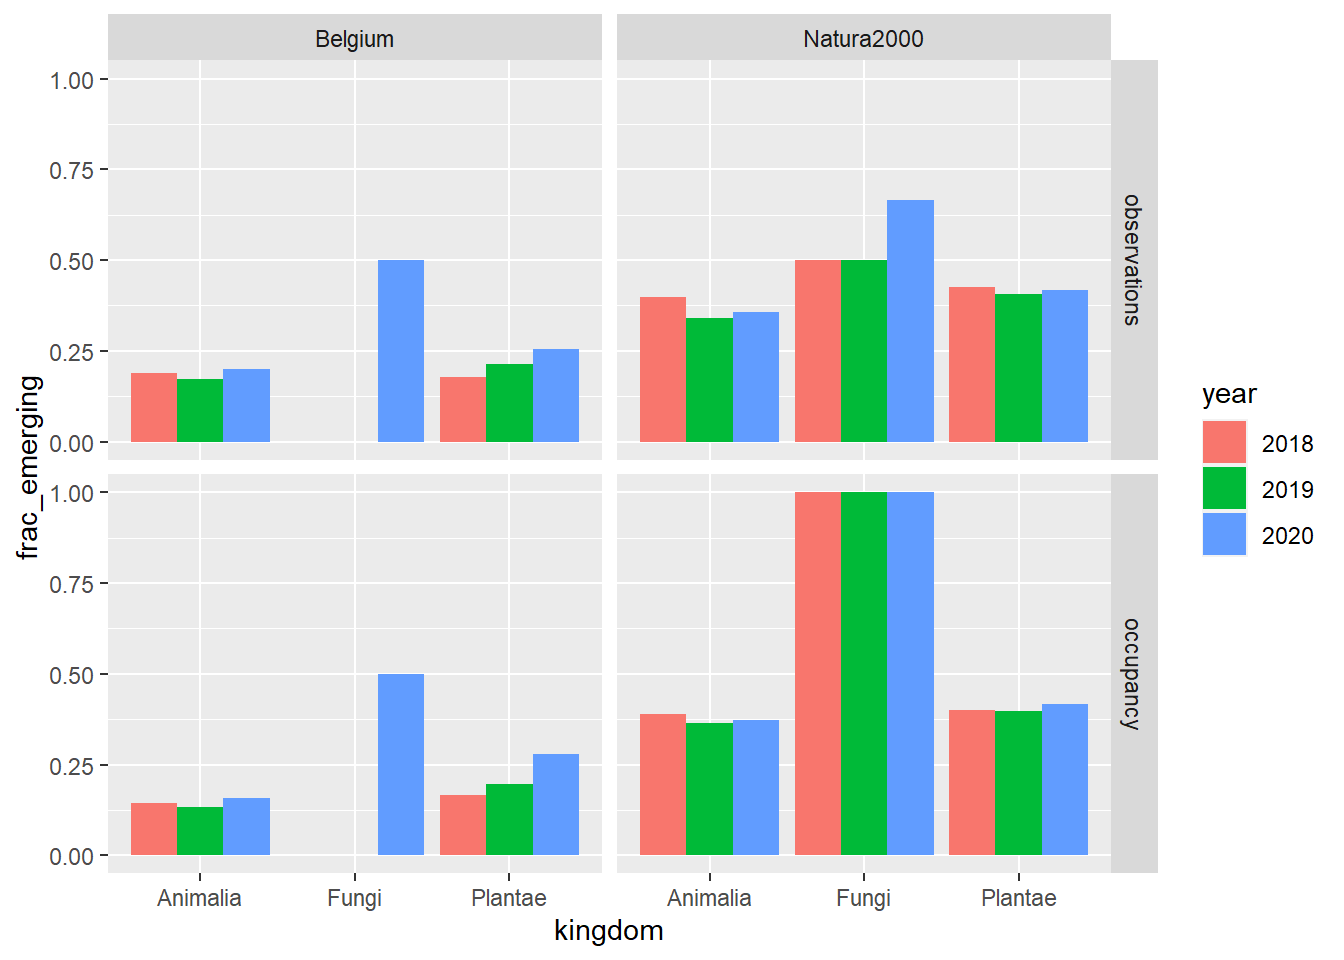 Belgium
Natura2000
1.00
0.75
0.50
0.25
0.00
observations
frac_emerging
1.00
0.75
0.50
0.25
0.00
occupancy
Animalia
Fungi
Plantae
Animalia
Fungi
Plantae
kingdom
year
2018
2019
2020